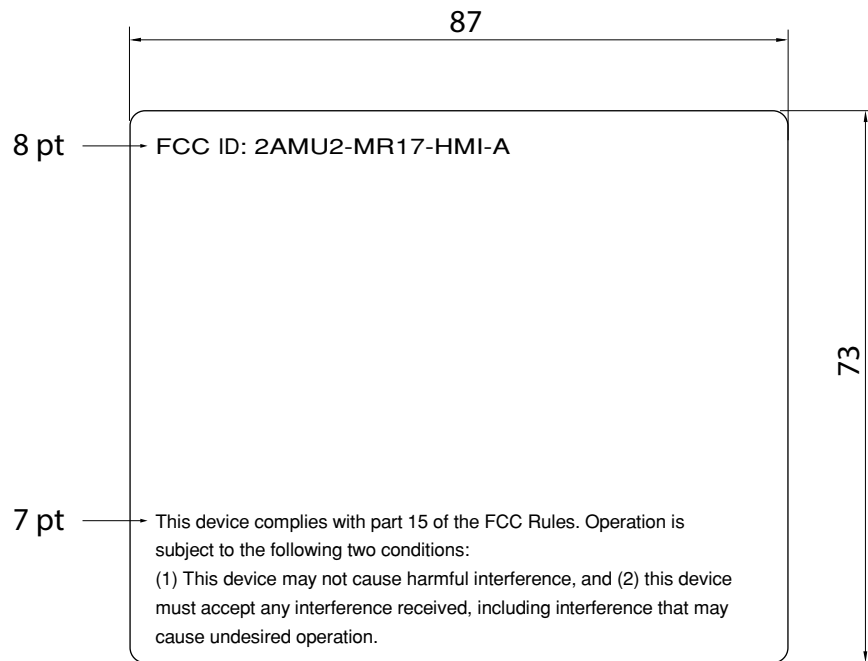 87
8 pt
FCC ID: 2AMU2-MR17-HMI-A
73
7 pt
This device complies with part 15 of the FCC Rules. Operation is
subject to the following two conditions:
(1) This device may not cause harmful interference, and (2) this device
must accept any interference received, including interference that may
cause undesired operation.